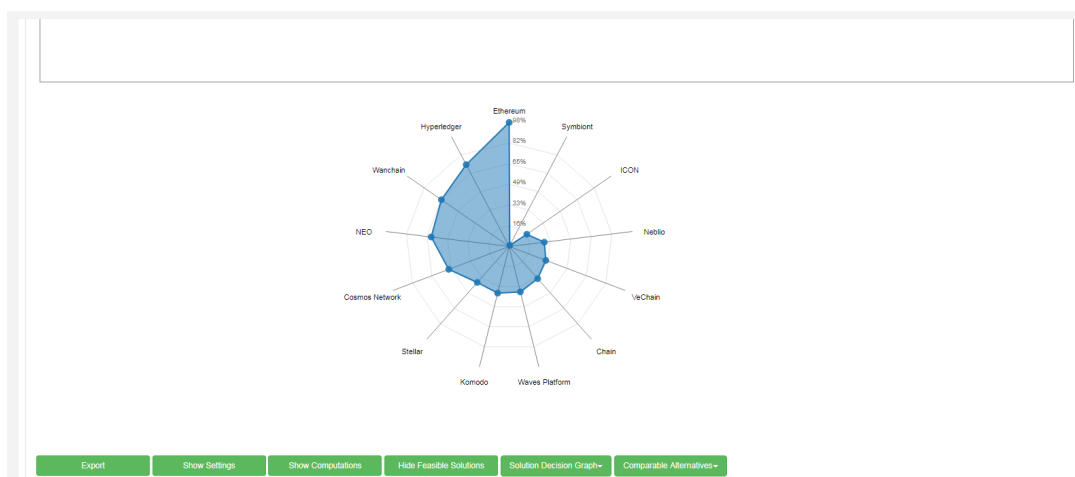 Ethereum
98%
Hyperledger
Symbiont
82%
65%
Wanchain
ICON
49%
33%
16%
NEO
Neblio
Cosmos Network
VeChain
Stellar
Chain
Komodo
Waves Platform
Export
Show Settings
Show Computations
Hide Feasible Solutions
Solution Decision Graph
Comparable Alternatives